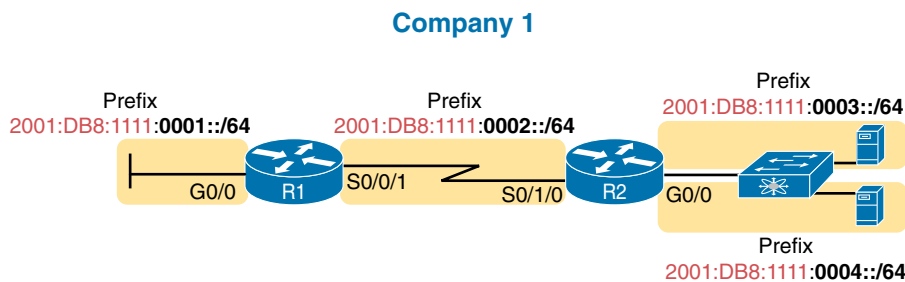 Company 1
Prefix
2001:DB8:1111:0001::/64
Prefix
2001:DB8:1111:0002::/64
Prefix
2001:DB8:1111:0003::/64
G0/0
R1
S0/0/1
S0/1/0
R2
G0/0
Prefix
2001:DB8:1111:0004::/64